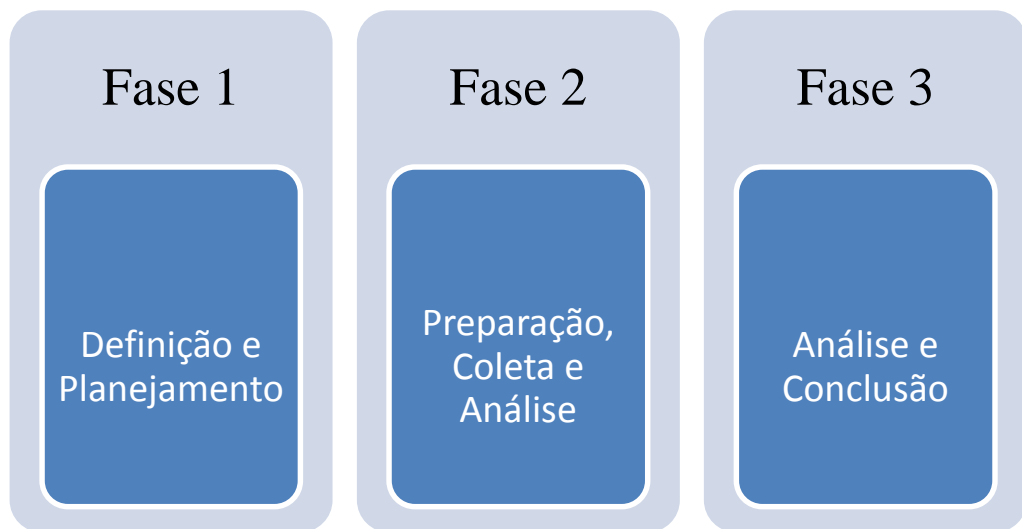 Fase 1
Definição e
Planejamento
Fase 2
Preparação,
Coleta e
Análise
Fase 3
Análise e
Conclusão